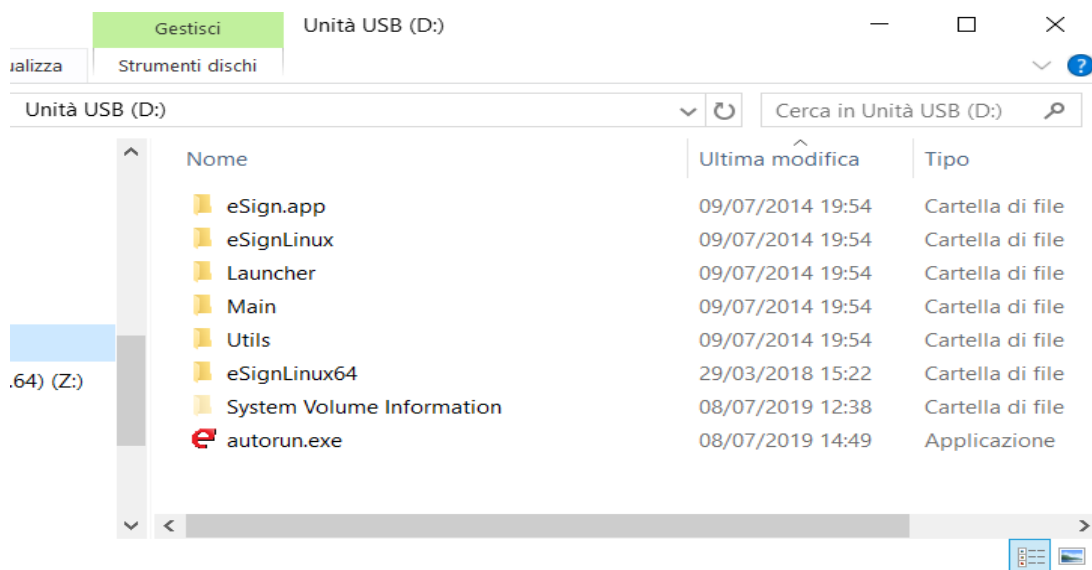 Gestisci Unità USB (D:)
ualizza Strumenti dischi ?
Unità USB (D:) Cerca in Unità USB (D:)
Nome Ultima modifica Tipo
eSign.app 09/07/2014 19:54 Cartella di file
eSignLinux 09/07/2014 19:54 Cartella di file
Launcher 09/07/2014 19:54 Cartella di file
Main 09/07/2014 19:54 Cartella di file
Utils 09/07/2014 19:54 Cartella di file
.64) (Z:) eSignLinux64 29/03/2018 15:22 Cartella di file
System Volume Information 08/07/2019 12:38 Cartella di file
autorun.exe 08/07/2019 14:49 Applicazione